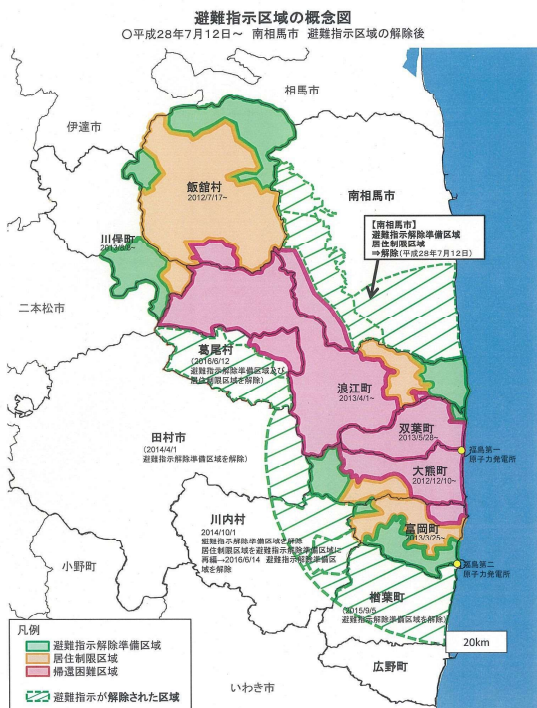 避難指示区域の概念図
○平成28年7月12日～ 南相馬市 避難指示区域の解除後
相馬市
伊達市
飯舘村
2012/7/17~
南相馬市
【南相馬市】
避難指示解除準備区域
居住制限区域
⇒解除(平成28年7月12日)
川俣町
2013/8/8~
二本松市
葛尾村
(2016/6/12
避難指示解除準備区域及び
居住制限区域を解除)
浪江町
2013/4/1~
双葉町
2013/5/28~
田村市
(2014/4/1
避難指示解除準備区域を解除)
福島第一
原子力発電所
大熊町
2012/12/10~
川内村
2014/10/1
避難指示解除準備区域を解除
居住制限区域を避難指示解除準備区域に
再編→2016/6/14 避難指示解除準備区
域を解除
富岡町
2013/3/25~
小野町
福島第二
原子力発電所
楢葉町
(2015/9/5
避難指示解除準備区域を解除)
20km
凡例
避難指示解除準備区域
居住制限区域
帰還困難区域
避難指示が解除された区域
広野町
いわき市